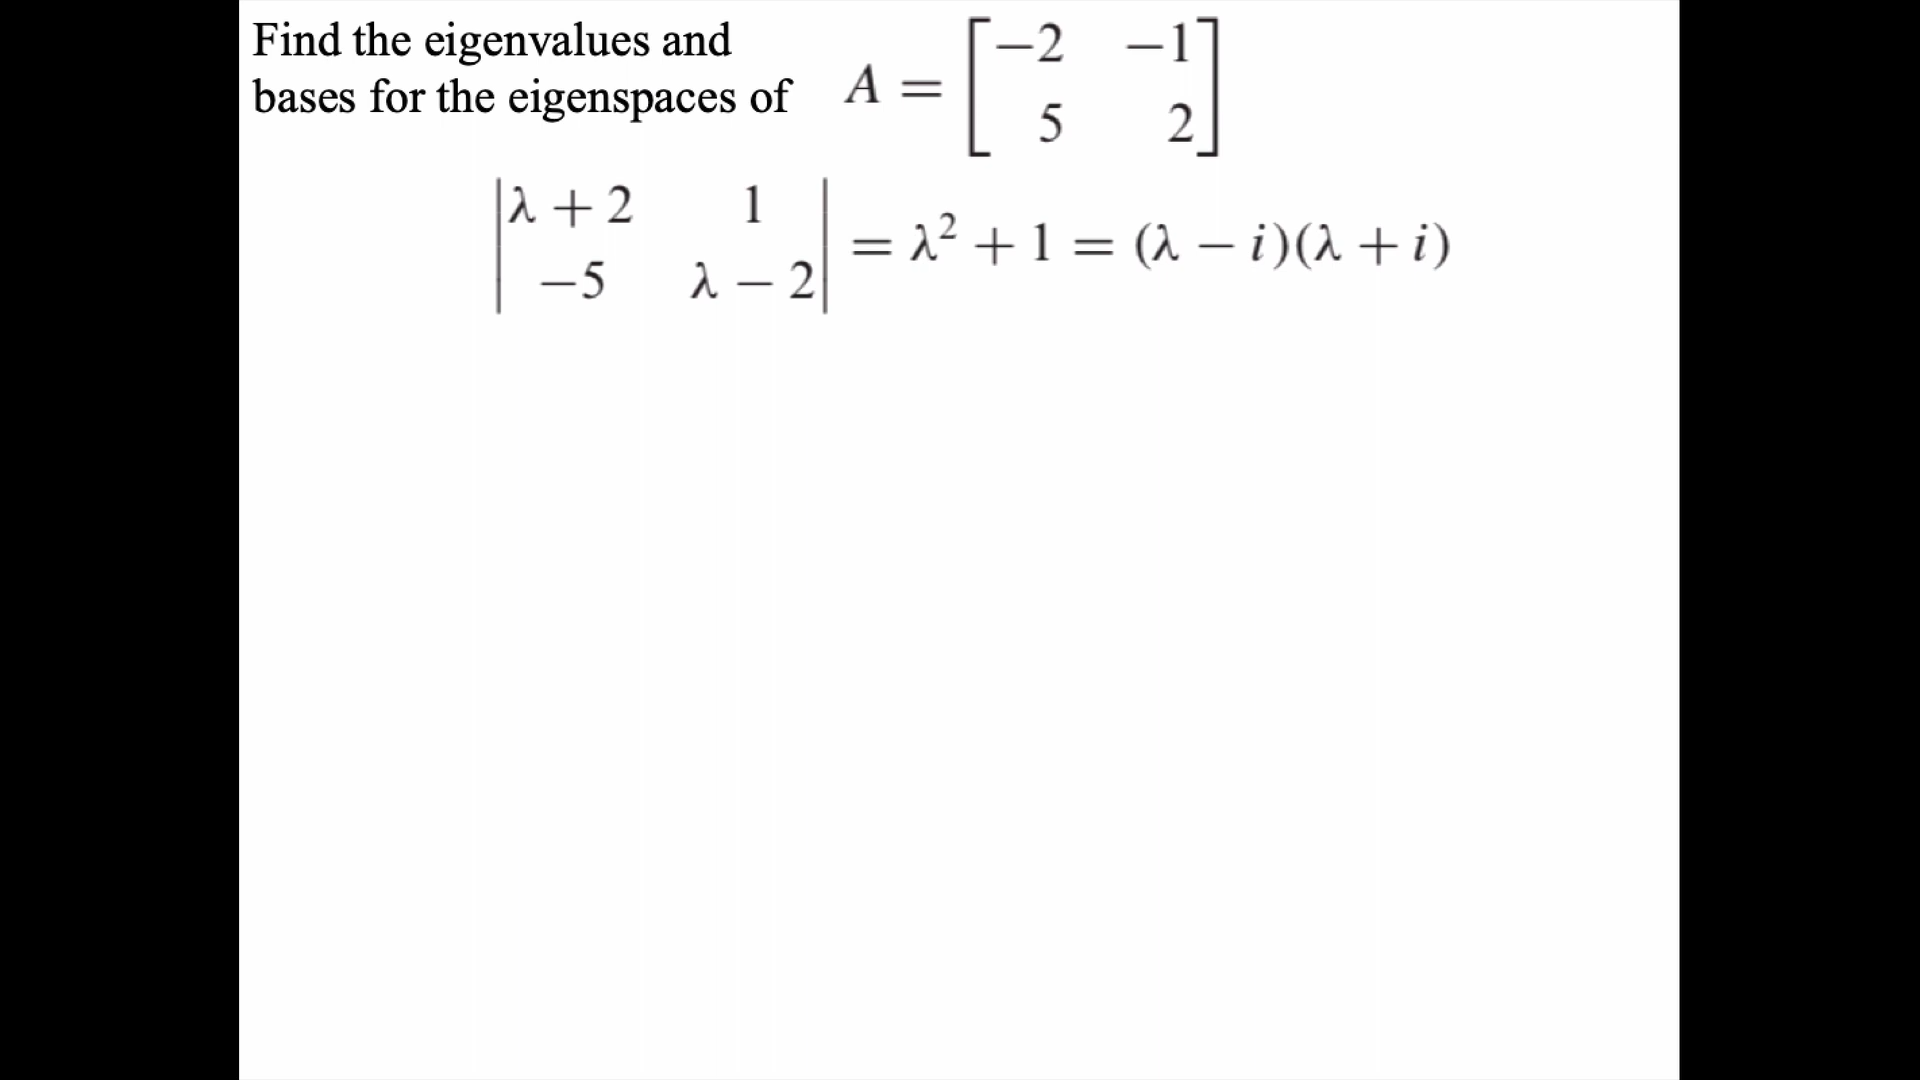 Find the eigenvalues and
bases for the eigenspaces of A = [−2 −1
5 2]
|λ + 2 1
−5 λ − 2| = λ² + 1 = (λ − i)(λ + i)